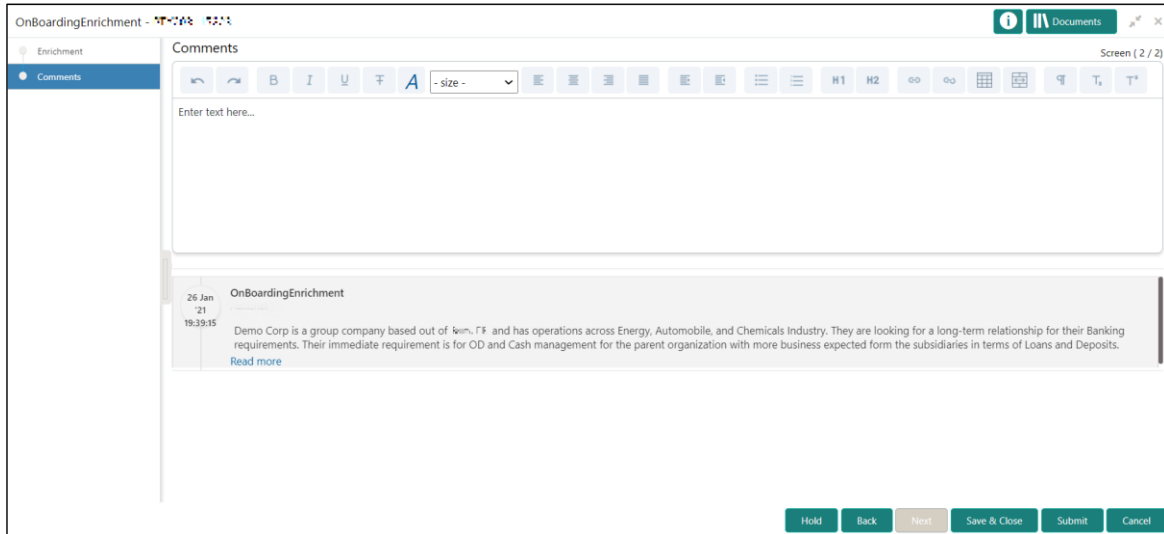 OnBoardingEnrichment -
Documents
Enrichment
Comments
Comments
Screen ( 2 / 2)
B I U T A - size - H1 H2 ¶ Tₓ Tˣ
Enter text here...
26 Jan
'21
19:39:15
OnBoardingEnrichment
Demo Corp is a group company based out of and has operations across Energy, Automobile, and Chemicals Industry. They are looking for a long-term relationship for their Banking
requirements. Their immediate requirement is for OD and Cash management for the parent organization with more business expected form the subsidiaries in terms of Loans and Deposits.
Read more
Hold Back Next Save & Close Submit Cancel